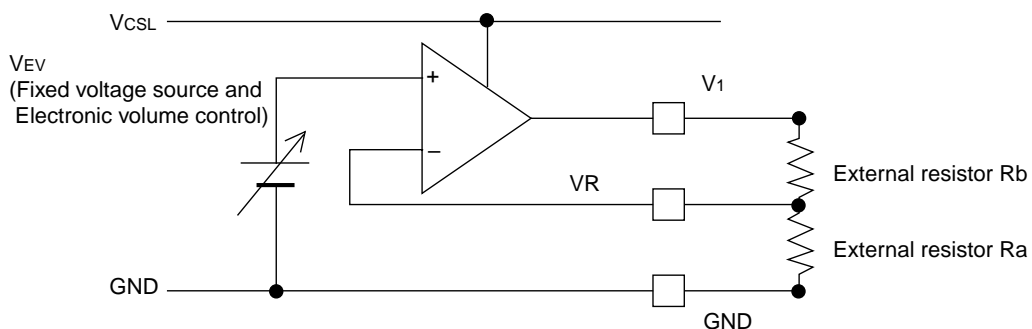 VCSL
VEV
(Fixed voltage source and
Electronic volume control)
+
−
V1
VR
External resistor Rb
External resistor Ra
GND
GND